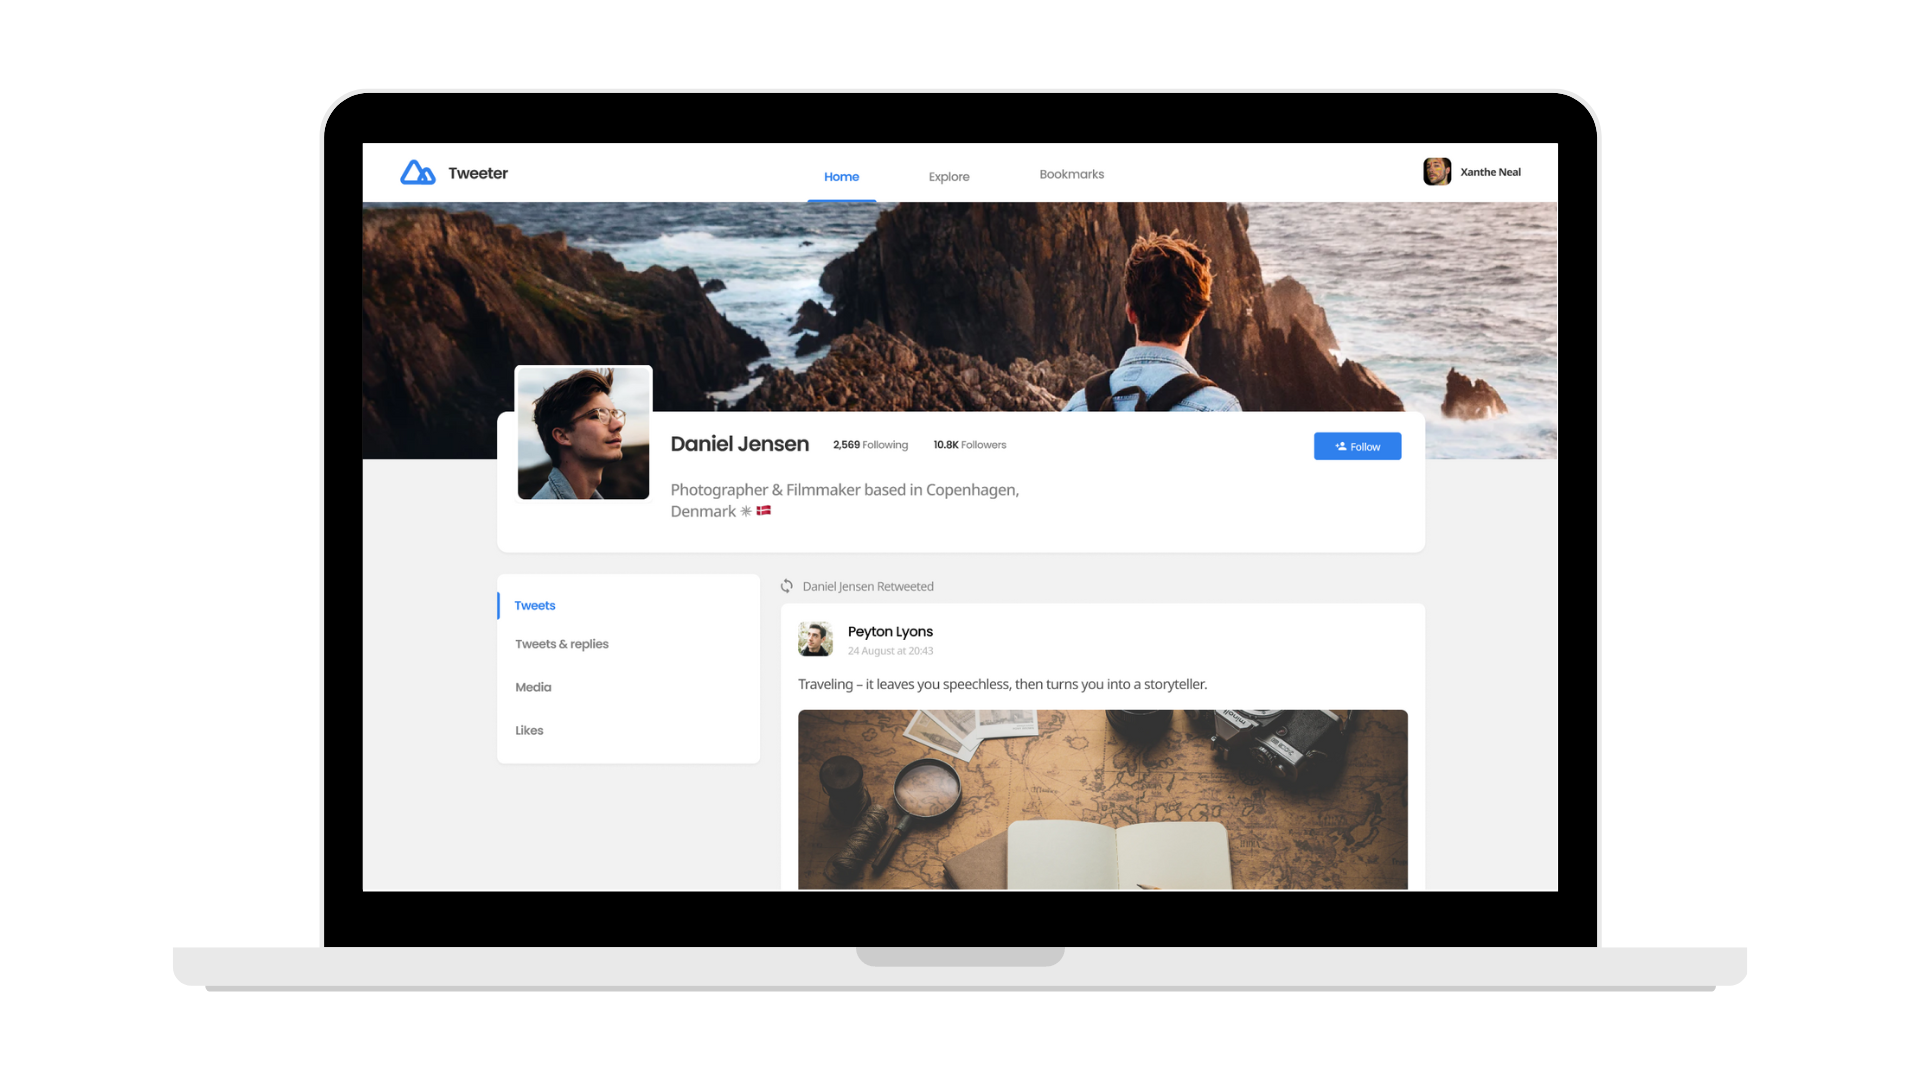 Tweeter
Home
Explore
Bookmarks
Xanthe Neal
Daniel Jensen
2,569 Following
10.8K Followers
Follow
Photographer & Filmmaker based in Copenhagen,
Denmark ✳ 🇩🇰
Tweets
Tweets & replies
Media
Likes
Daniel Jensen Retweeted
Peyton Lyons
24 August at 20:43
Traveling – it leaves you speechless, then turns you into a storyteller.